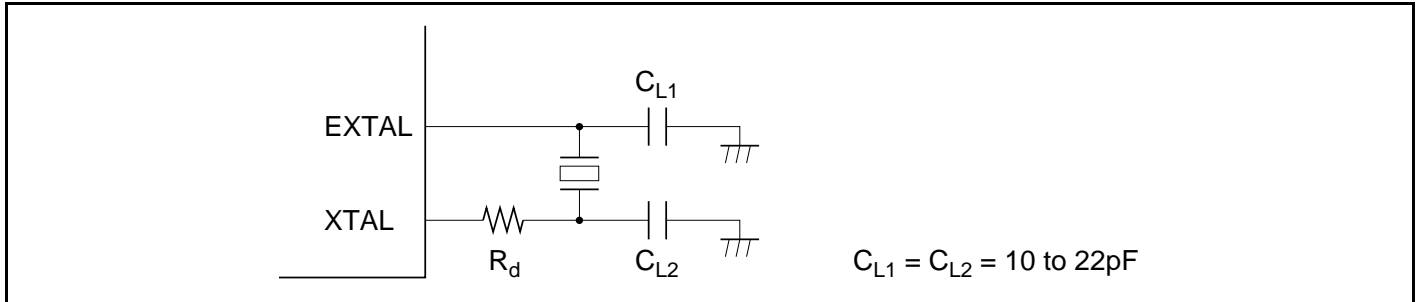 C_L1
EXTAL
XTAL
R_d
C_L2
C_L1 = C_L2 = 10 to 22pF